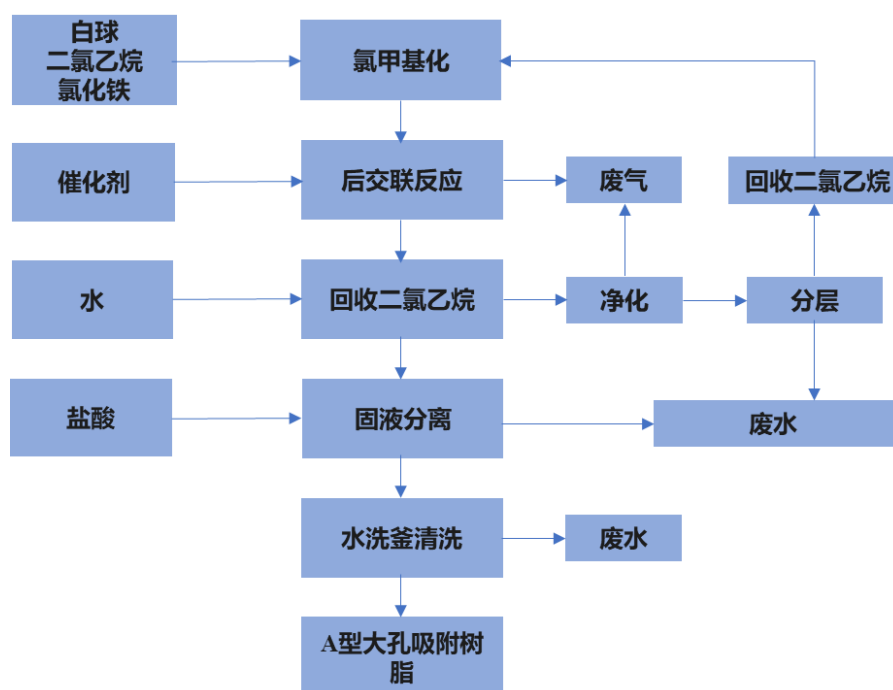 白球
二氯乙烷
氯化铁
氯甲基化
催化剂
后交联反应
废气
回收二氯乙烷
水
回收二氯乙烷
净化
分层
盐酸
固液分离
废水
水洗釜清洗
废水
A型大孔吸附树
脂